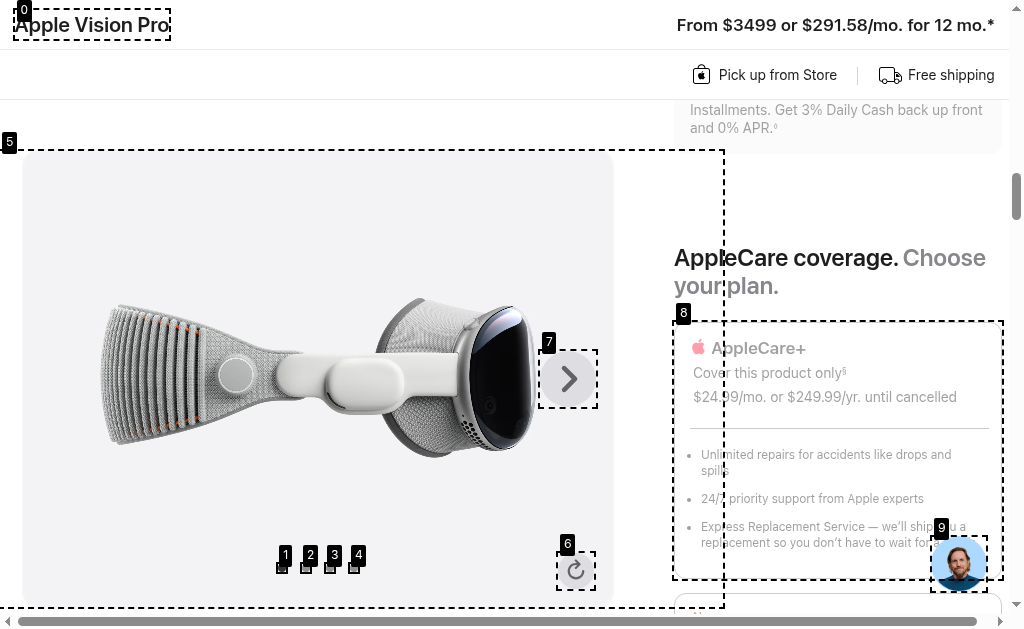 0
Apple Vision Pro
From $3499 or $291.58/mo. for 12 mo.*
Pick up from Store
Free shipping
Installments. Get 3% Daily Cash back up front
and 0% APR.◊
5
AppleCare coverage. Choose
your plan.
8
AppleCare+
Cover this product only§
$24.99/mo. or $249.99/yr. until cancelled
7
Unlimited repairs for accidents like drops and
spills
24/7 priority support from Apple experts
Express Replacement Service — we'll ship you a
replacement so you don't have to wait for a
9
1
2
3
4
6